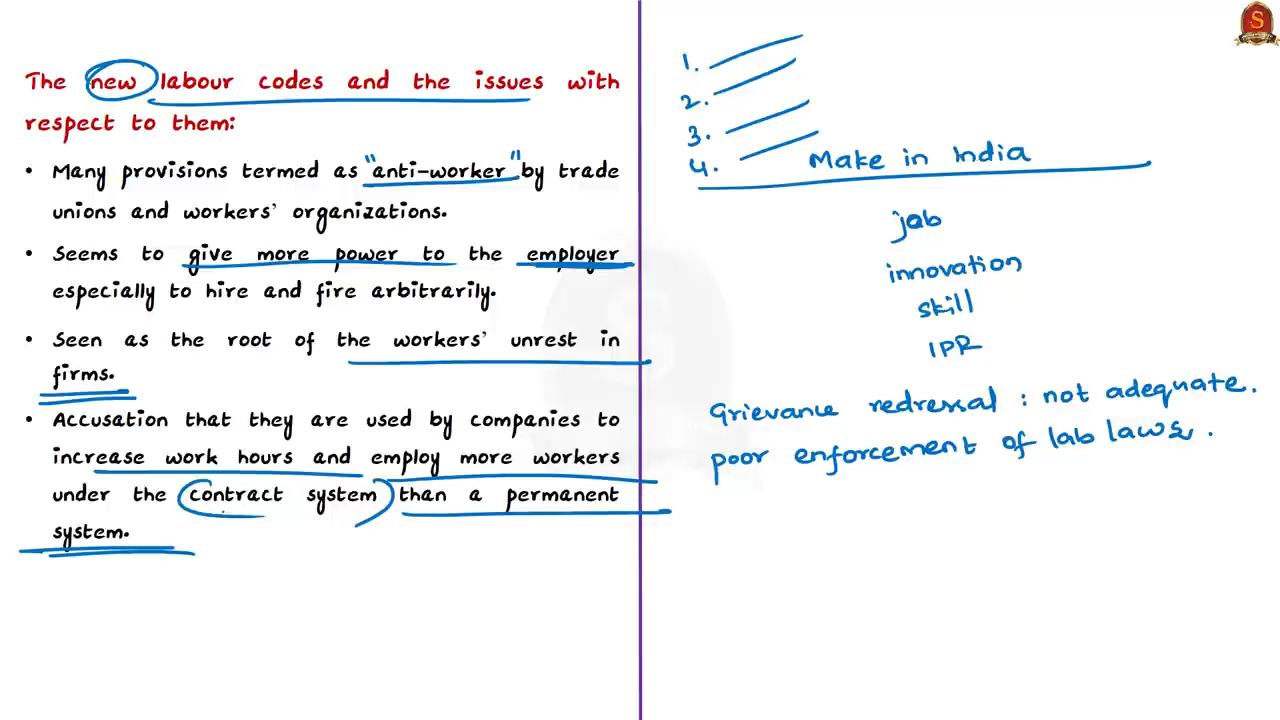 The new labour codes and the issues with
respect to them:
• Many provisions termed as "anti-worker" by trade
unions and workers' organizations.
• Seems to give more power to the employer
especially to hire and fire arbitrarily.
• Seen as the root of the workers' unrest in
firms.
• Accusation that they are used by companies to
increase work hours and employ more workers
under the contract system than a permanent
system.
1.
2.
3.
4.
Make in India
job
innovation
skill
IPR
Grievance redressal : not adequate.
poor enforcement of lab laws.
S